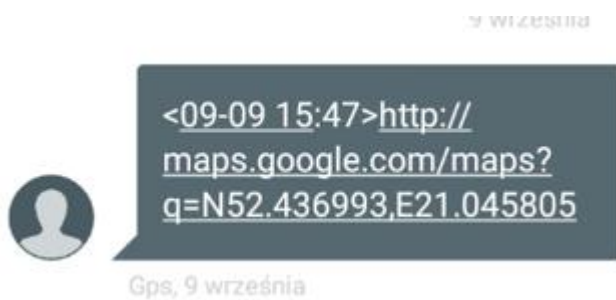 9 września
<09-09 15:47>http://
maps.google.com/maps?
q=N52.436993,E21.045805
Gps, 9 września